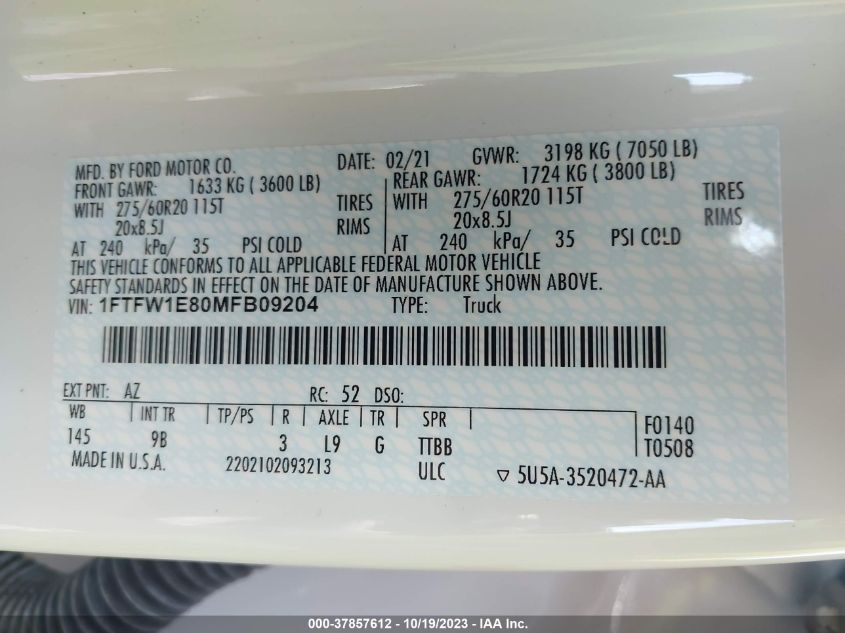 MFD. BY FORD MOTOR CO. DATE: 02/21 GVWR: 3198 KG ( 7050 LB)
FRONT GAWR: 1633 KG ( 3600 LB) REAR GAWR: 1724 KG ( 3800 LB)
WITH 275/60R20 115T TIRES WITH 275/60R20 115T TIRES
20x8.5J RIMS 20x8.5J RIMS
AT 240 kPa/ 35 PSI COLD AT 240 kPa/ 35 PSI COLD
THIS VEHICLE CONFORMS TO ALL APPLICABLE FEDERAL MOTOR VEHICLE
SAFETY STANDARDS IN EFFECT ON THE DATE OF MANUFACTURE SHOWN ABOVE.
VIN: 1FTFW1E80MFB09204 TYPE: Truck
EXT PNT: AZ RC: 52 DSO:
WB INT TR TP/PS R AXLE TR SPR F0140
145 9B 3 L9 G TTBB T0508
MADE IN U.S.A. 2202102093213 ULC ▽ 5U5A-3520472-AA
000-37857612 - 10/19/2023 - IAA Inc.